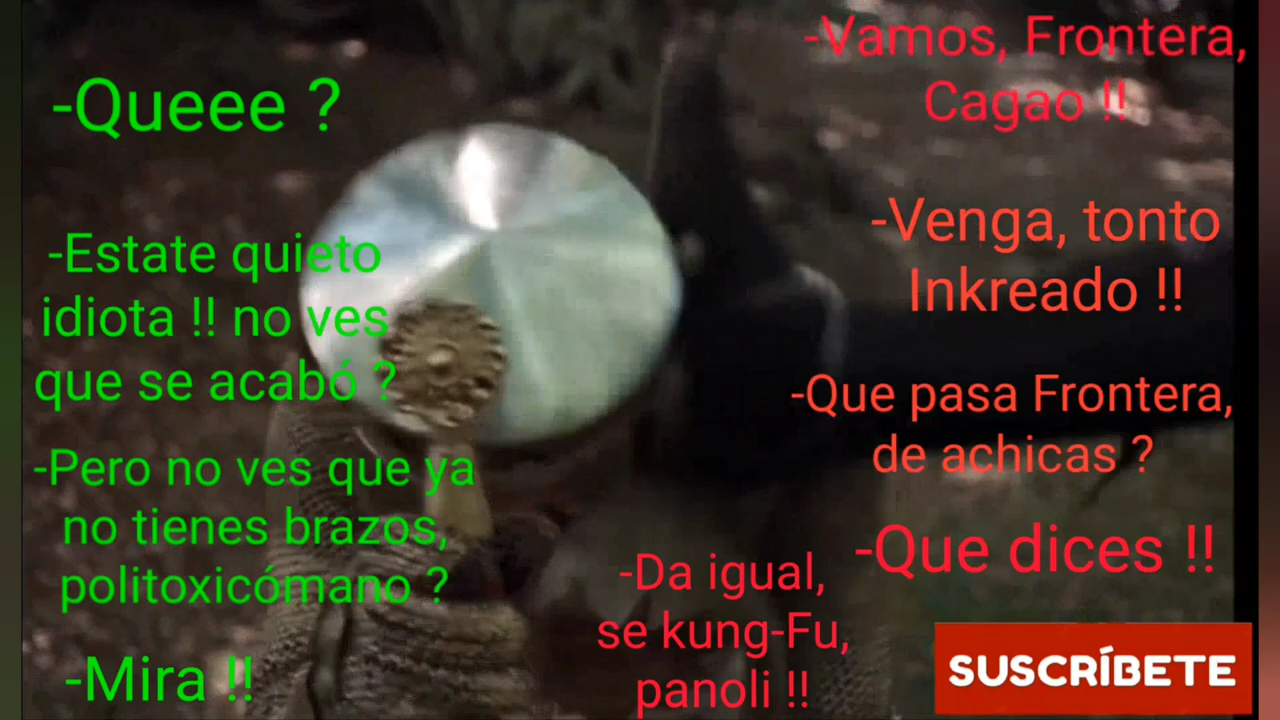 -Queee ?
-Estate quieto
idiota !! no ves
que se acabó ?
-Pero no ves que ya
no tienes brazos,
politoxicómano ?
-Mira !!
-Vamos, Frontera,
Cagao !!
-Venga, tonto
Inkreado !!
-Que pasa Frontera,
de achicas ?
-Que dices !!
-Da igual,
se kung-Fu,
panoli !!
SUSCRÍBETE